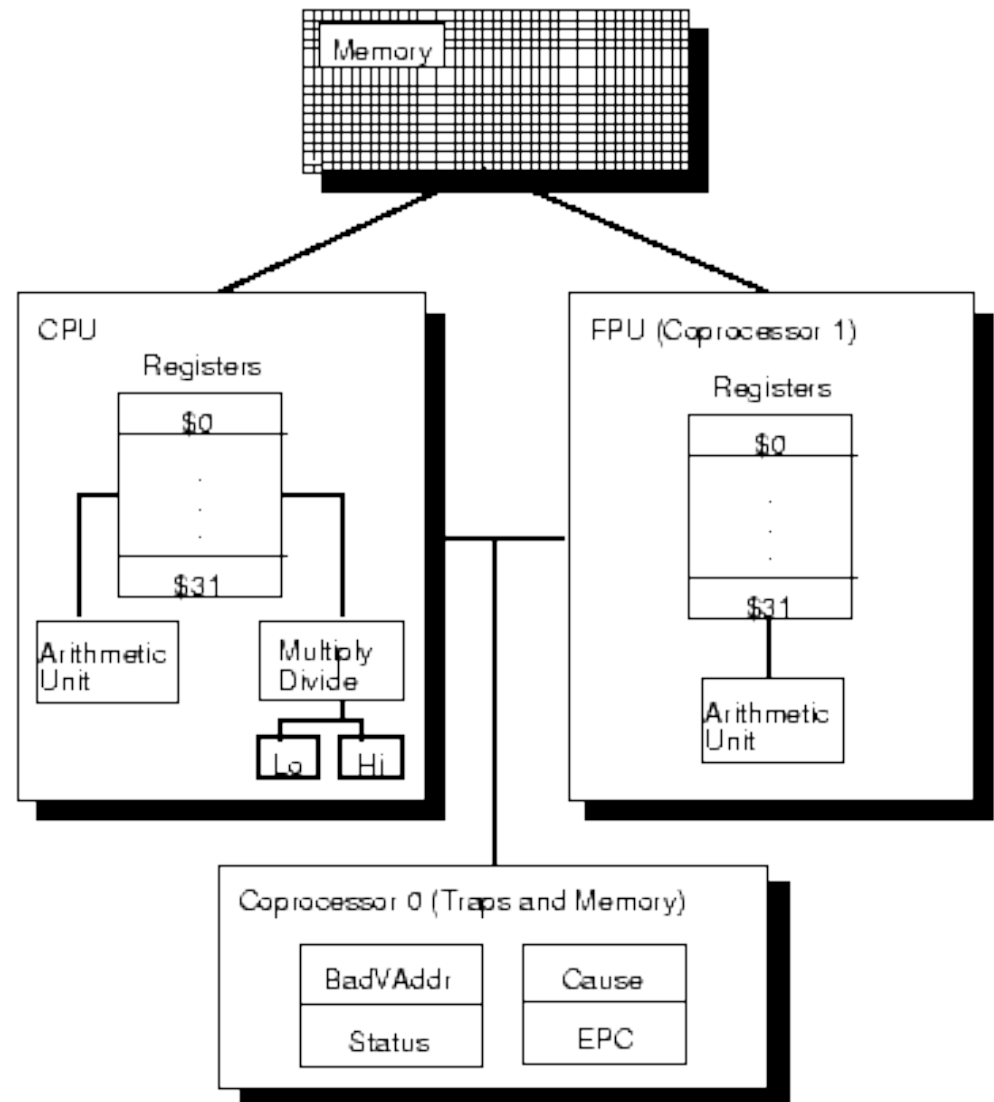 Memory
CPU
Registers
$0
.
.
.
$31
Arithmetic
Unit
Multiply
Divide
Lo
Hi
FPU (Coprocessor 1)
Registers
$0
.
.
.
$31
Arithmetic
Unit
Coprocessor 0 (Traps and Memory)
BadVAddr
Status
Cause
EPC